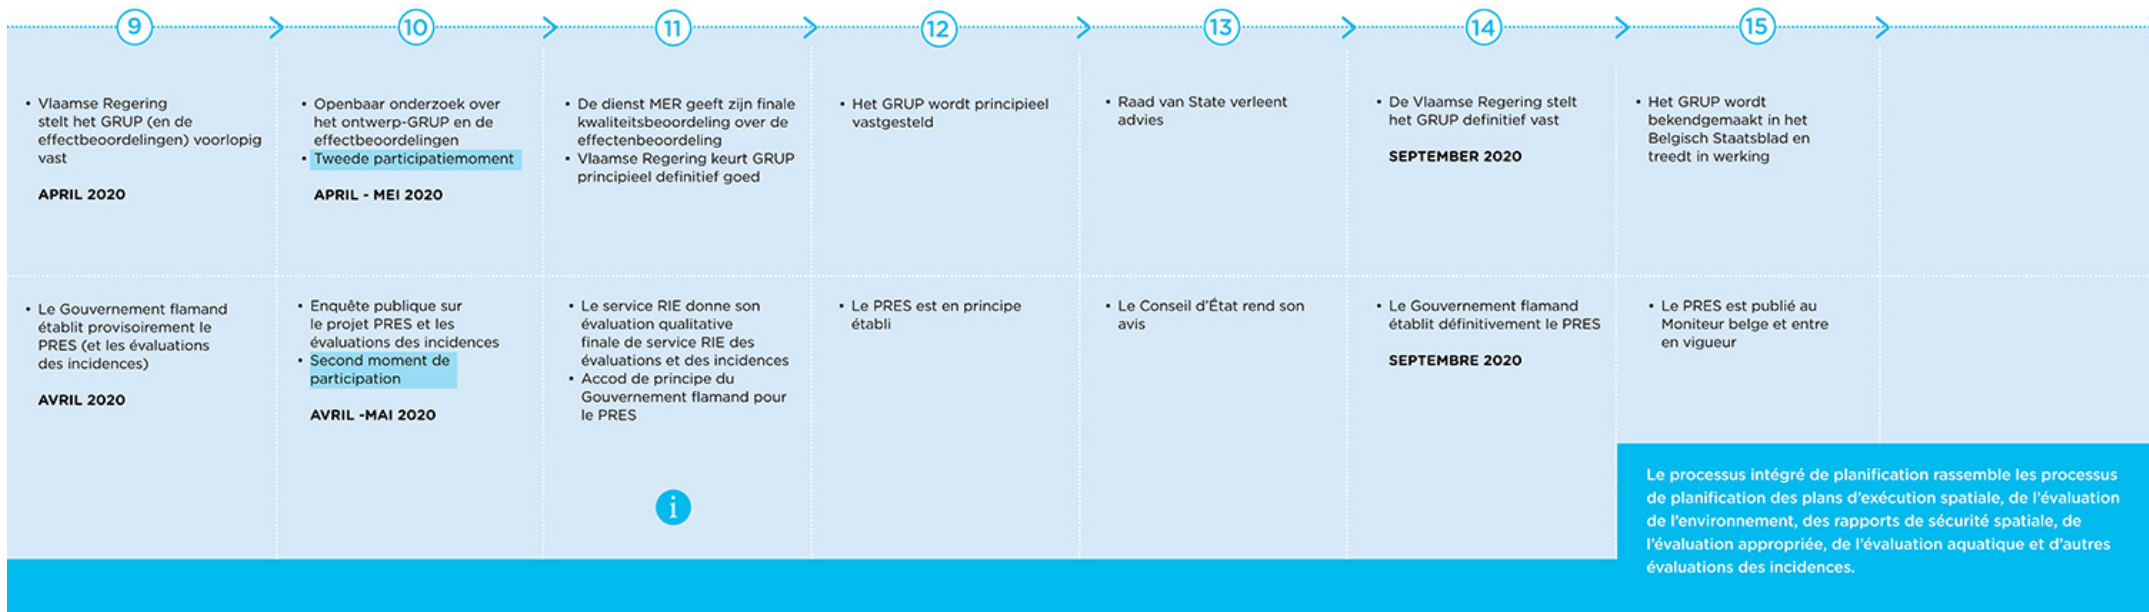 9
10
11
12
13
14
15
• Vlaamse Regering
stelt het GRUP (en de
effectbeoordelingen) voorlopig
vast
APRIL 2020
• Openbaar onderzoek over
het ontwerp-GRUP en de
effectbeoordelingen
• Tweede participatiemoment
APRIL - MEI 2020
• De dienst MER geeft zijn finale
kwaliteitsbeoordeling over de
effectenbeoordeling
• Vlaamse Regering keurt GRUP
principieel definitief goed
• Het GRUP wordt principieel
vastgesteld
• Raad van State verleent
advies
• De Vlaamse Regering stelt
het GRUP definitief vast
SEPTEMBER 2020
• Het GRUP wordt
bekendgemaakt in het
Belgisch Staatsblad en
treedt in werking
• Le Gouvernement flamand
établit provisoirement le
PRES (et les évaluations
des incidences)
AVRIL 2020
• Enquête publique sur
le projet PRES et les
évaluations des incidences
• Second moment de
participation
AVRIL -MAI 2020
• Le service RIE donne son
évaluation qualitative
finale de service RIE des
évaluations et des incidences
• Accod de principe du
Gouvernement flamand pour
le PRES
i
• Le PRES est en principe
établi
• Le Conseil d'État rend son
avis
• Le Gouvernement flamand
établit définitivement le PRES
SEPTEMBRE 2020
• Le PRES est publié au
Moniteur belge et entre
en vigueur
Le processus intégré de planification rassemble les processus
de planification des plans d'exécution spatiale, de l'évaluation
de l'environnement, des rapports de sécurité spatiale, de
l'évaluation appropriée, de l'évaluation aquatique et d'autres
évaluations des incidences.